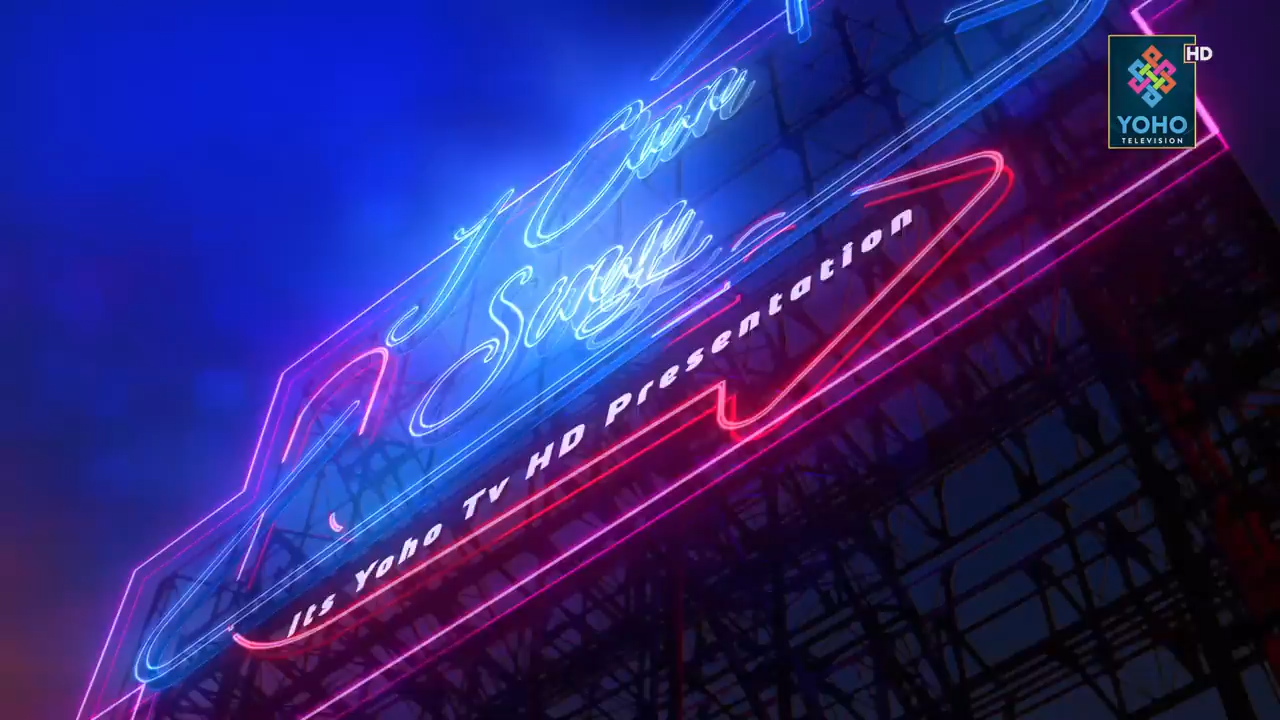 I Can
Sing
Its Yoho Tv HD Presentation
HD
YOHO
TELEVISION